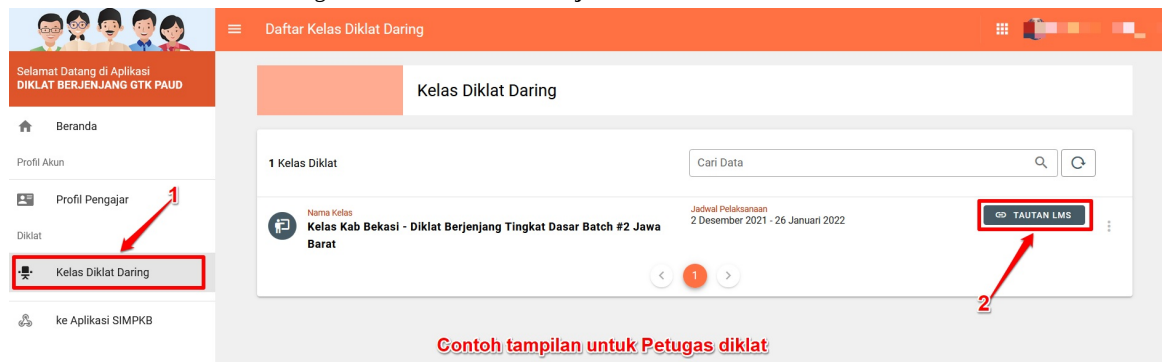 Daftar Kelas Diklat Daring
Selamat Datang di Aplikasi
DIKLAT BERJENJANG GTK PAUD
Beranda
Profil Akun
Profil Pengajar
1
Diklat
Kelas Diklat Daring
ke Aplikasi SIMPKB
Kelas Diklat Daring
1 Kelas Diklat
Cari Data
Nama Kelas
Kelas Kab Bekasi - Diklat Berjenjang Tingkat Dasar Batch #2 Jawa
Barat
Jadwal Pelaksanaan
2 Desember 2021 - 26 Januari 2022
TAUTAN LMS
1
2
Contoh tampilan untuk Petugas diklat